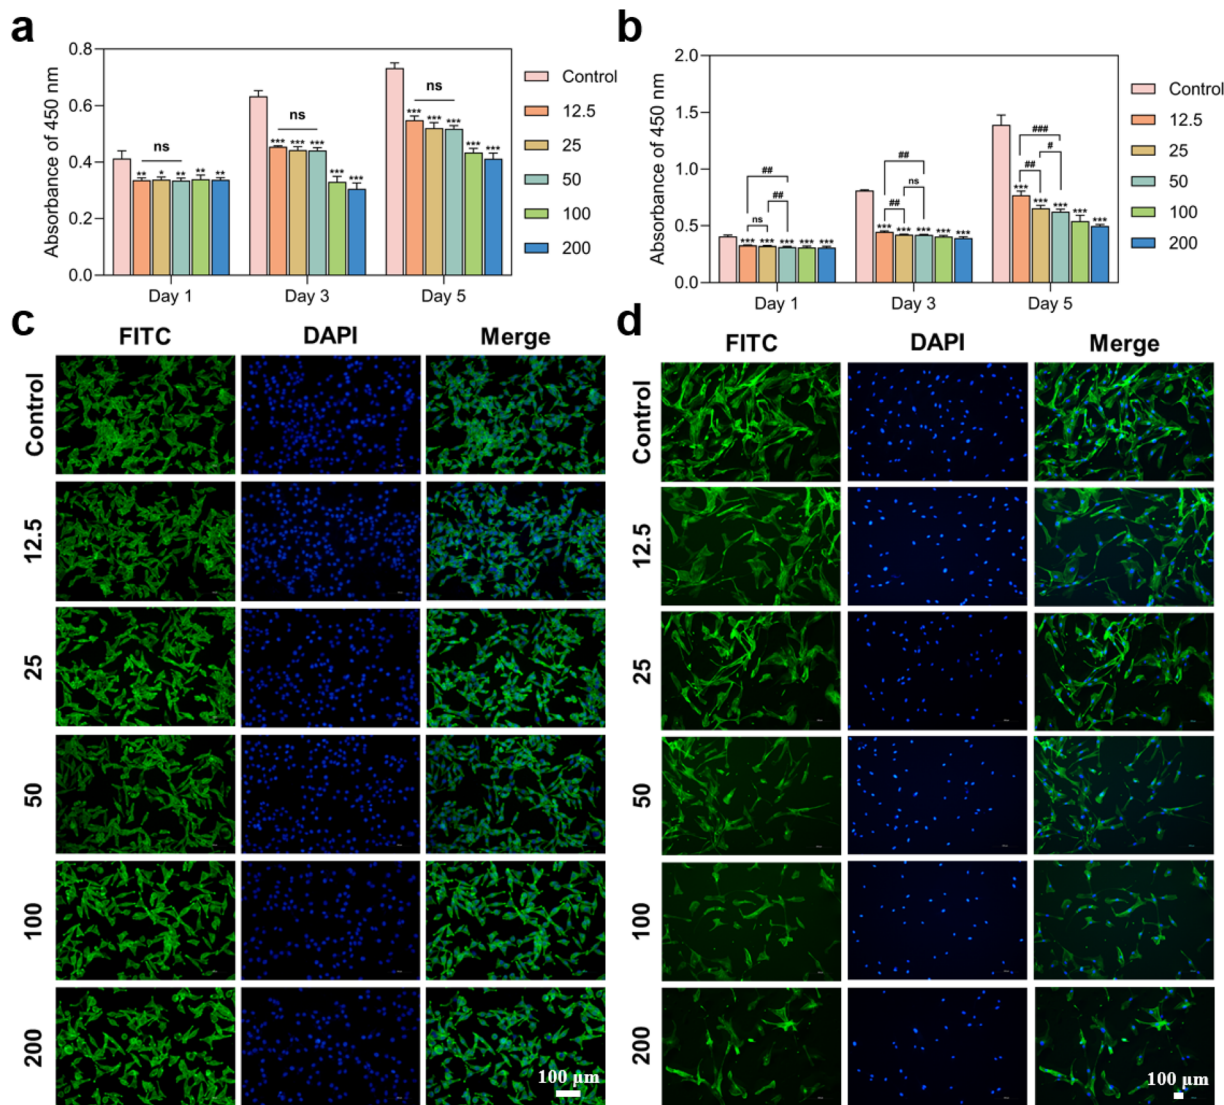 a
Absorbance of 450 nm
0.8
0.6
0.4
0.2
0.0
ns
** * ** ** **
ns
*** *** *** *** ***
ns
*** *** *** *** ***
Day 1 Day 3 Day 5
Control
12.5
25
50
100
200
b
Absorbance of 450 nm
2.0
1.5
1.0
0.5
0.0
##
ns ##
*** *** *** *** ***
##
ns
##
*** *** *** *** ***
###
#
##
*** *** *** *** ***
Day 1 Day 3 Day 5
Control
12.5
25
50
100
200
c
FITC DAPI Merge
Control
12.5
25
50
100
200
100 μm
d
FITC DAPI Merge
Control
12.5
25
50
100
200
100 μm